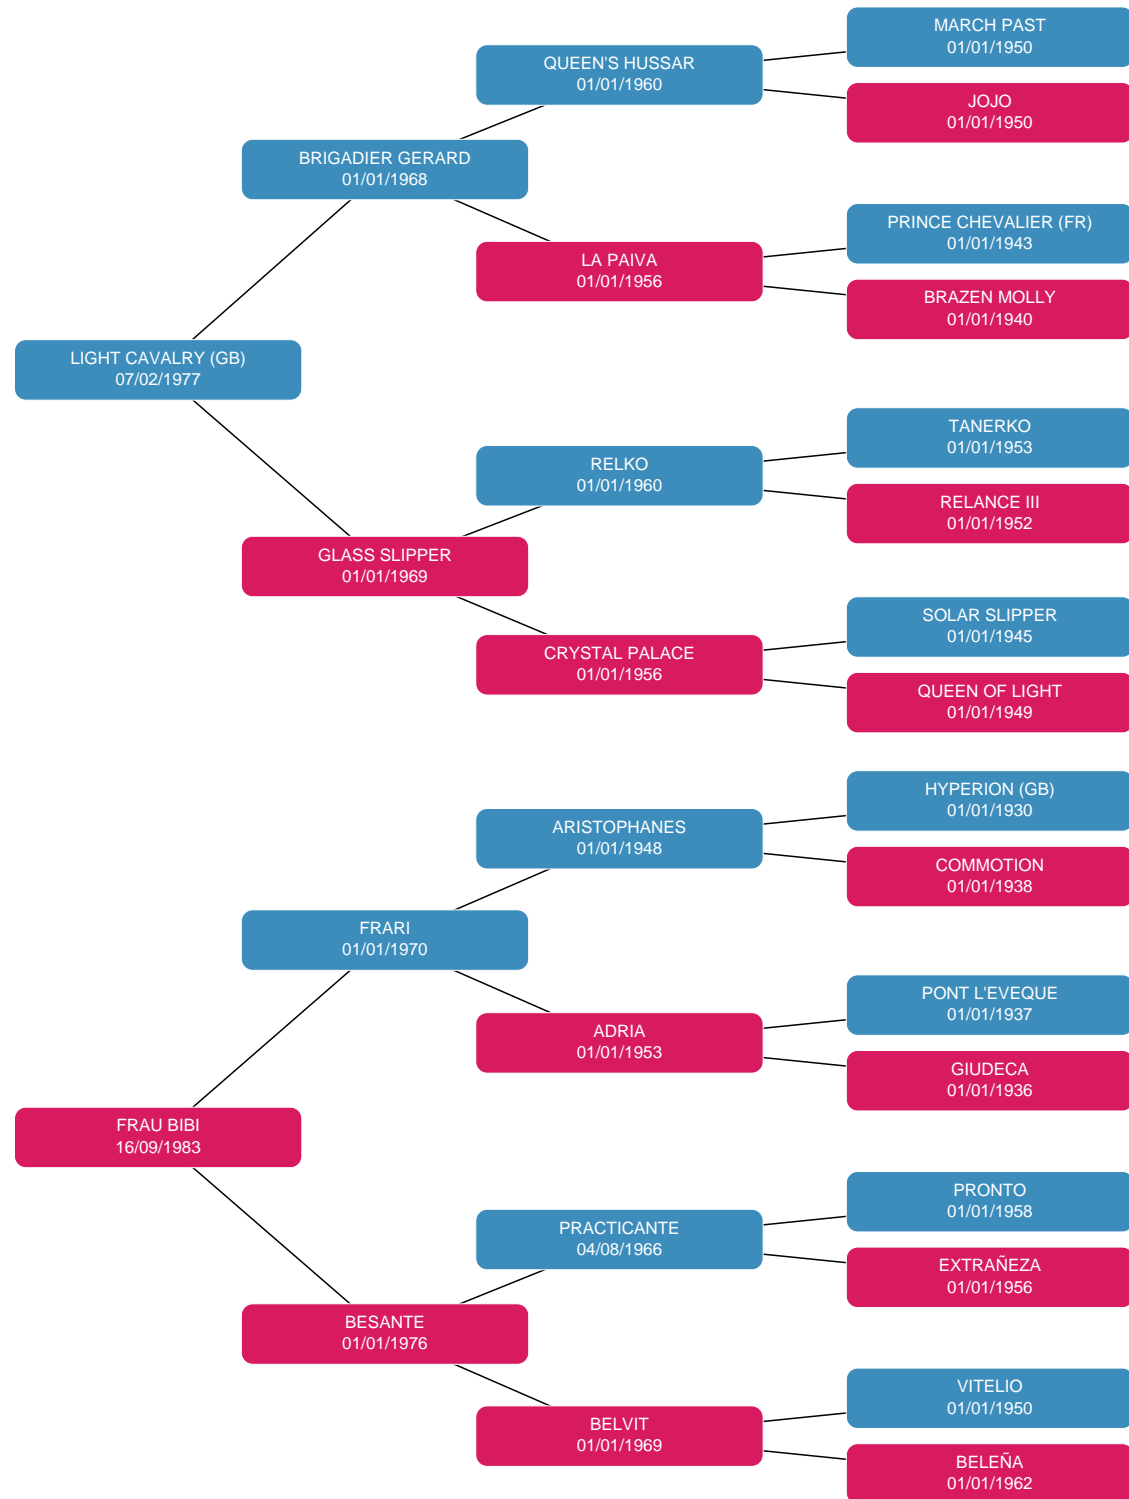 MARCH PAST
01/01/1950
QUEEN'S HUSSAR
01/01/1960
JOJO
01/01/1950
BRIGADIER GERARD
01/01/1968
PRINCE CHEVALIER (FR)
01/01/1943
LA PAIVA
01/01/1956
BRAZEN MOLLY
01/01/1940
LIGHT CAVALRY (GB)
07/02/1977
TANERKO
01/01/1953
RELKO
01/01/1960
RELANCE III
01/01/1952
GLASS SLIPPER
01/01/1969
SOLAR SLIPPER
01/01/1945
CRYSTAL PALACE
01/01/1956
QUEEN OF LIGHT
01/01/1949
HYPERION (GB)
01/01/1930
ARISTOPHANES
01/01/1948
COMMOTION
01/01/1938
FRARI
01/01/1970
PONT L'EVEQUE
01/01/1937
ADRIA
01/01/1953
GIUDECA
01/01/1936
FRAU BIBI
16/09/1983
PRONTO
01/01/1958
PRACTICANTE
04/08/1966
EXTRAÑEZA
01/01/1956
BESANTE
01/01/1976
VITELIO
01/01/1950
BELVIT
01/01/1969
BELEÑA
01/01/1962